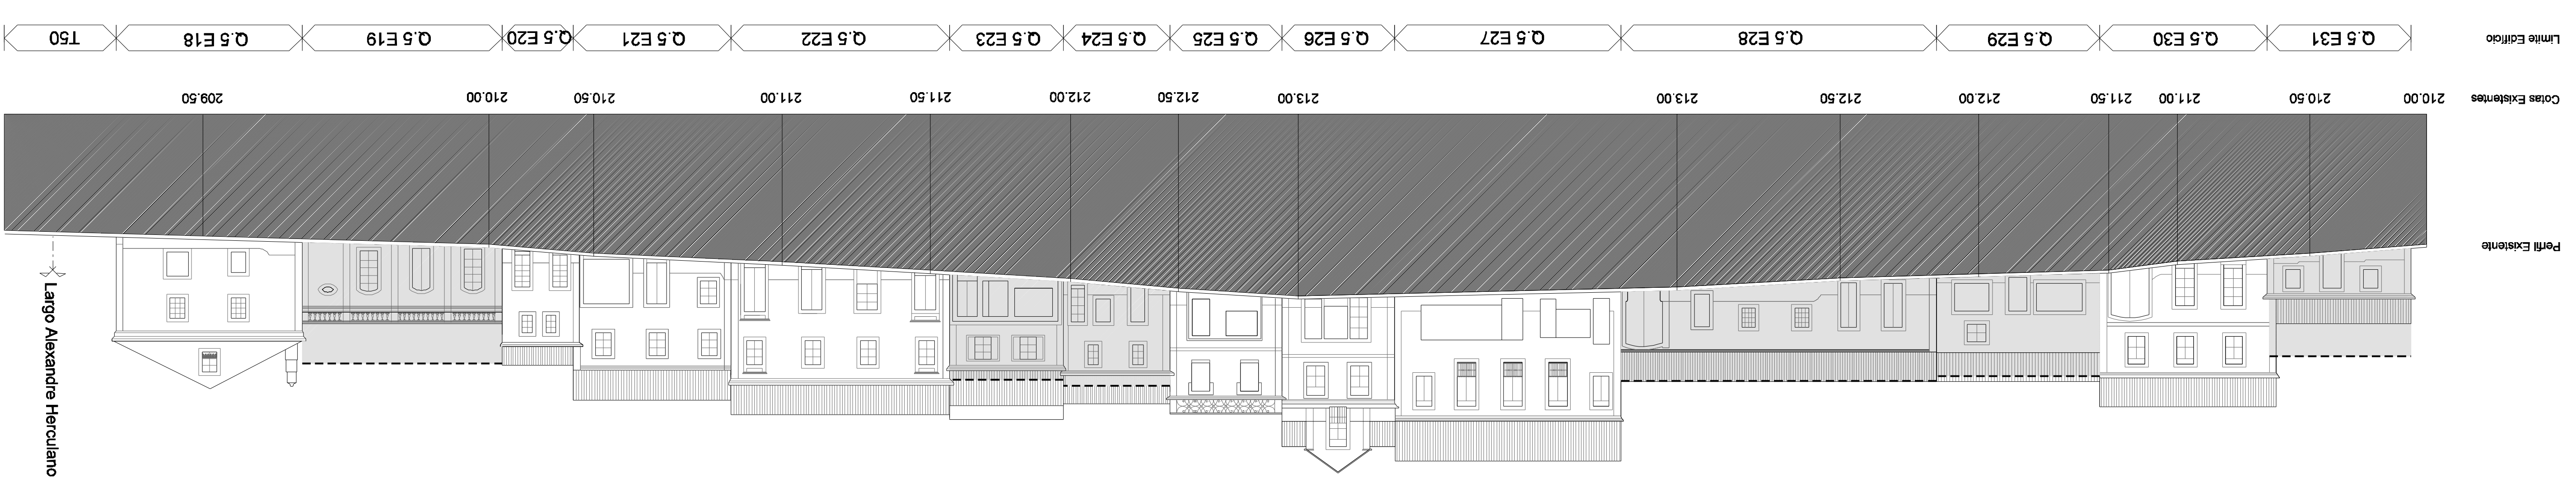 Largo Alexandre Herculano
Perfil Existente
Cotas Existentes 210.00 210.50 211.00 211.50 212.00 212.50 213.00 213.00 212.50 212.00 211.50 211.00 210.50 210.00 209.50
Limite Edifício Q.5 E31 Q.5 E30 Q.5 E29 Q.5 E28 Q.5 E27 Q.5 E26 Q.5 E25 Q.5 E24 Q.5 E23 Q.5 E22 Q.5 E21 Q.5 E20 Q.5 E19 Q.5 E18 T50